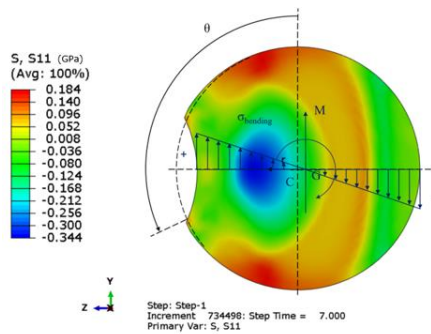 θ
S, S11 (GPa)
(Avg: 100%)
0.184
0.140
0.096
0.052
0.008
-0.036
-0.080
-0.124
-0.168
-0.212
-0.256
-0.300
-0.344
M
σbending
+
C
G
Y
Z
X
Step: Step-1
Increment 734498: Step Time = 7.000
Primary Var: S, S11